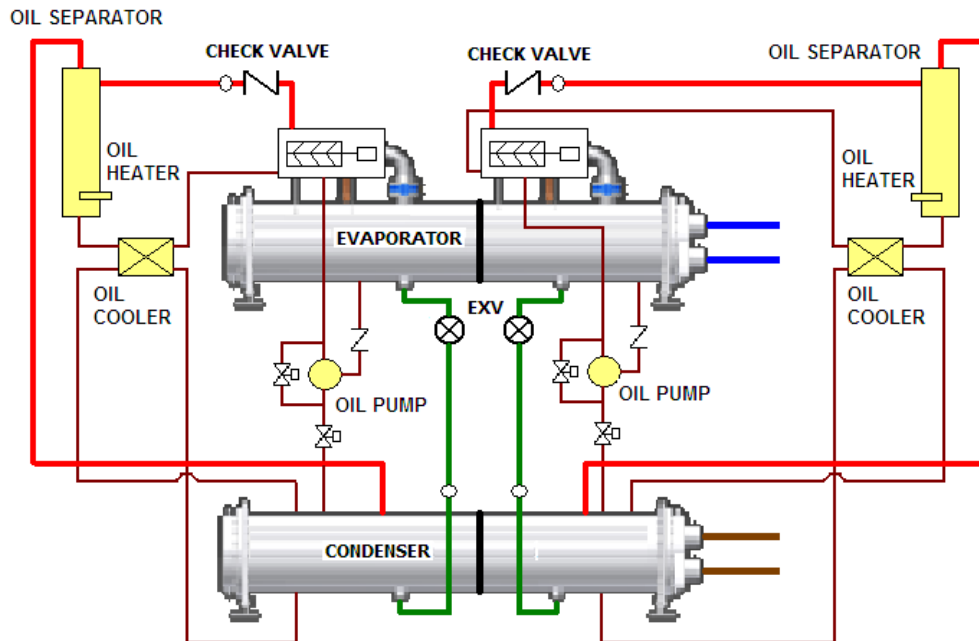 OIL SEPARATOR
CHECK VALVE
CHECK VALVE
OIL SEPARATOR
OIL
HEATER
OIL
HEATER
EVAPORATOR
OIL
COOLER
EXV
OIL
COOLER
OIL PUMP
OIL PUMP
CONDENSER